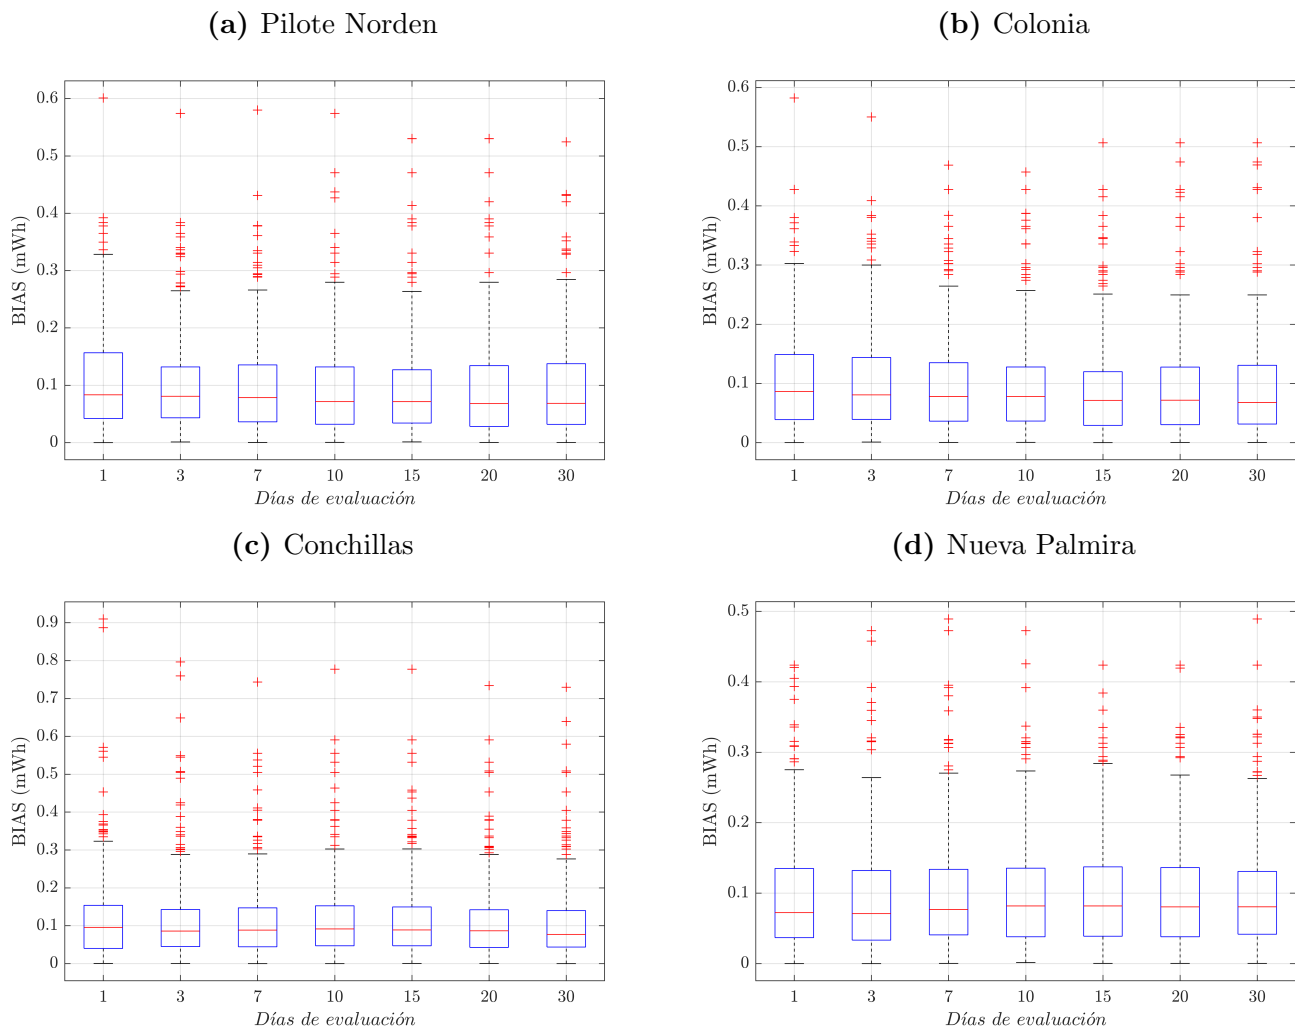 (a) Pilote Norden
0.6
0.5
0.4
0.3
0.2
0.1
0
BIAS (mWh)
1 3 7 10 15 20 30
Días de evaluación
(b) Colonia
0.6
0.5
0.4
0.3
0.2
0.1
0
BIAS (mWh)
1 3 7 10 15 20 30
Días de evaluación
(c) Conchillas
0.9
0.8
0.7
0.6
0.5
0.4
0.3
0.2
0.1
0
BIAS (mWh)
1 3 7 10 15 20 30
Días de evaluación
(d) Nueva Palmira
0.5
0.4
0.3
0.2
0.1
0
BIAS (mWh)
1 3 7 10 15 20 30
Días de evaluación